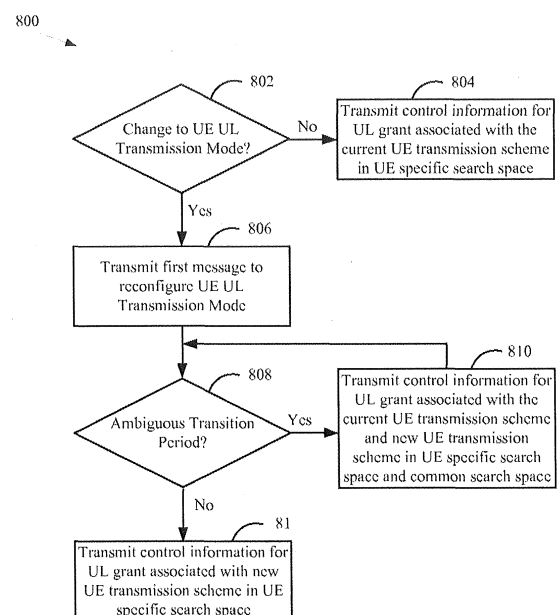 800
802
Change to UE UL
Transmission Mode?
No
804
Transmit control information for
UL grant associated with the
current UE transmission scheme
in UE specific search space
Yes
806
Transmit first message to
reconfigure UE UL
Transmission Mode
808
Ambiguous Transition
Period?
Yes
810
Transmit control information for
UL grant associated with the
current UE transmission scheme
and new UE transmission
scheme in UE specific search
space and common search space
No
81
Transmit control information for
UL grant associated with new
UE transmission scheme in UE
specific search space